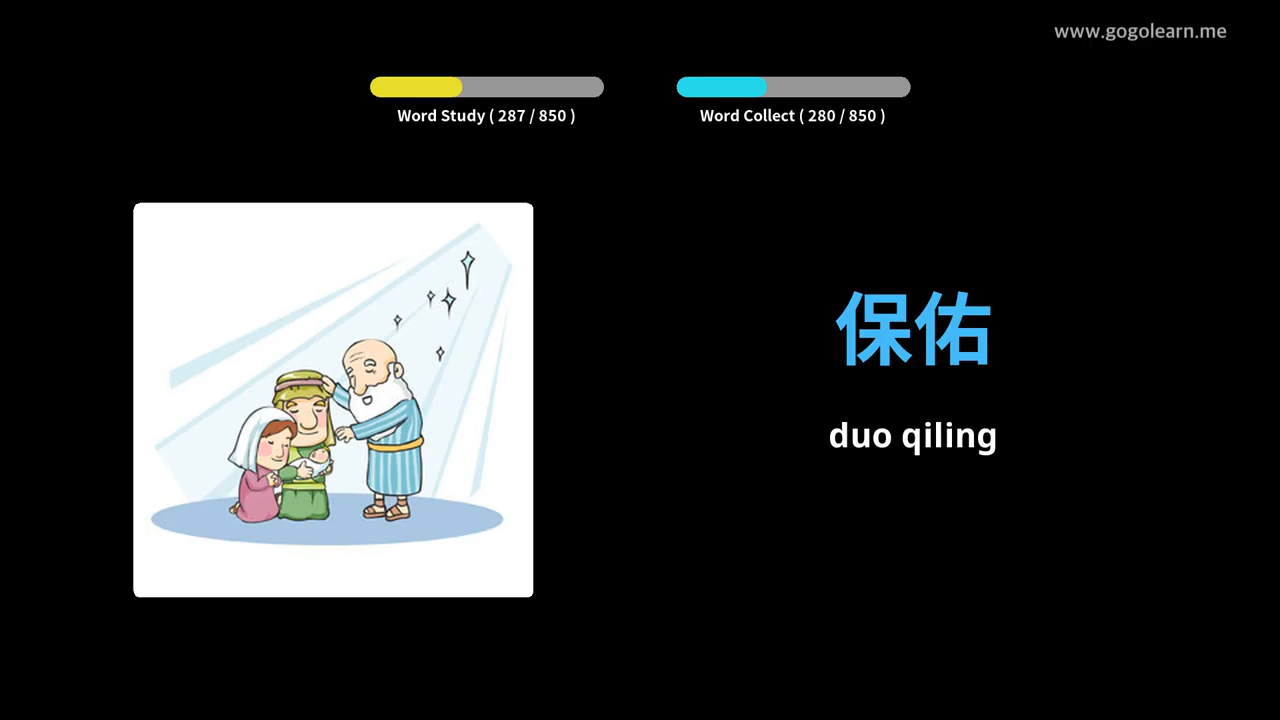 www.gogolearn.me
Word Study ( 287 / 850 )
Word Collect ( 280 / 850 )
保佑
duo qiling